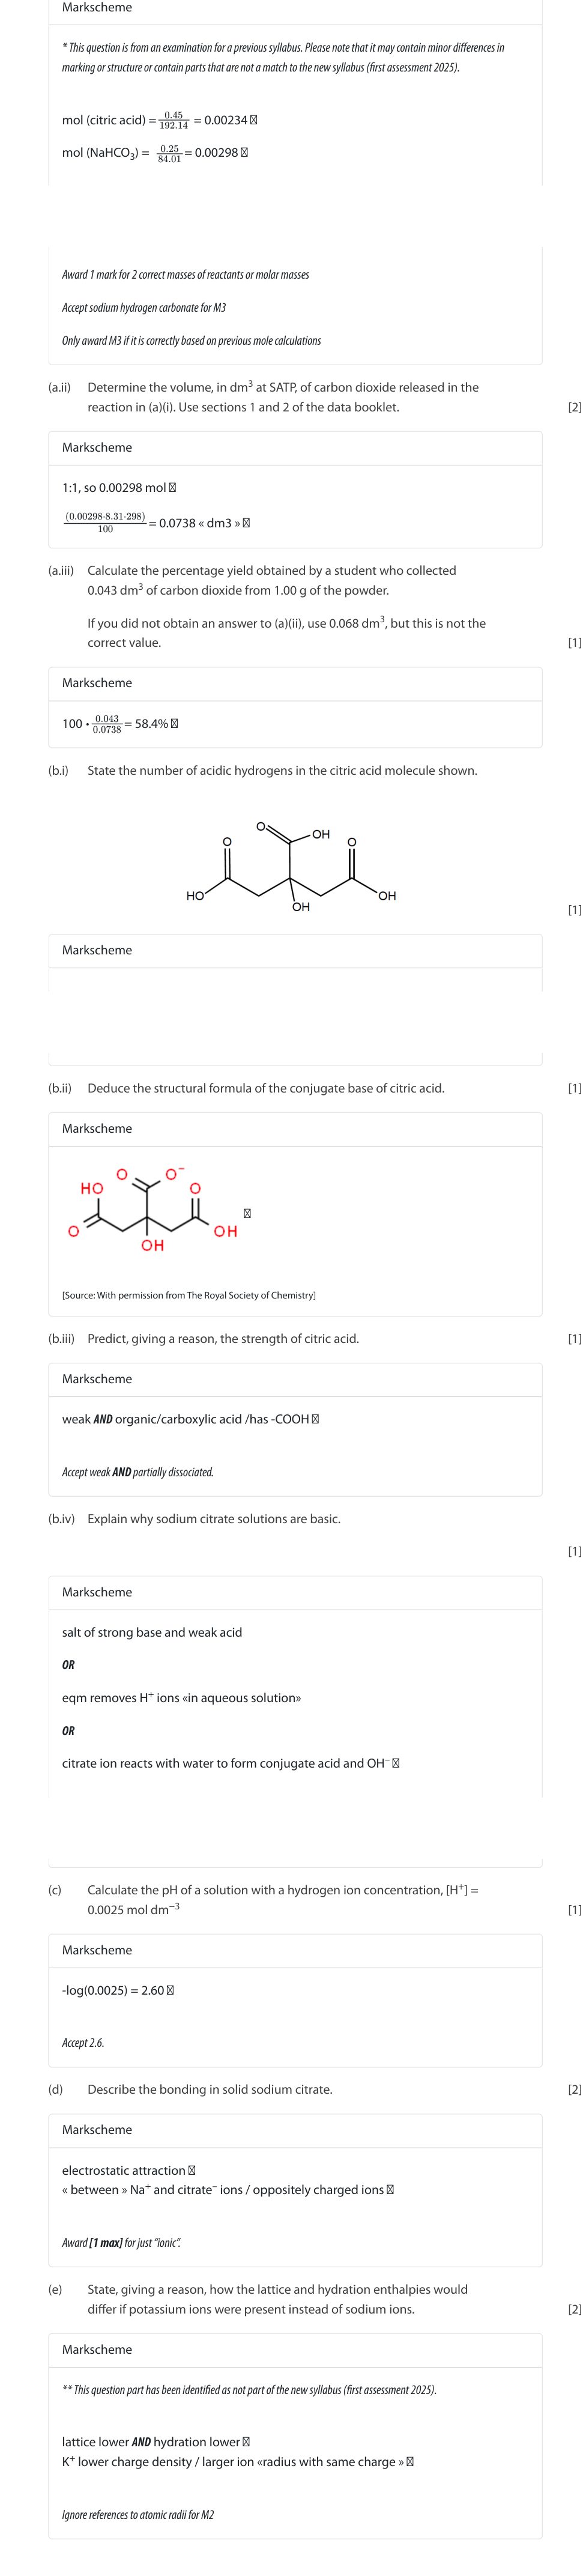 Markscheme
* This question is from an examination for a previous syllabus. Please note that it may contain minor differences in
marking or structure or contain parts that are not a match to the new syllabus (first assessment 2025).
mol (citric acid) = 0.45/192.14 = 0.00234 
mol (NaHCO₃) = 0.25/84.01 = 0.00298 
Award 1 mark for 2 correct masses of reactants or molar masses
Accept sodium hydrogen carbonate for M3
Only award M3 if it is correctly based on previous mole calculations
(a.ii) Determine the volume, in dm³ at SATP, of carbon dioxide released in the
reaction in (a)(i). Use sections 1 and 2 of the data booklet. [2]
Markscheme
1:1, so 0.00298 mol 
(0.00298·8.31·298)/100 = 0.0738 « dm3 » 
(a.iii) Calculate the percentage yield obtained by a student who collected
0.043 dm³ of carbon dioxide from 1.00 g of the powder.
If you did not obtain an answer to (a)(ii), use 0.068 dm³, but this is not the
correct value. [1]
Markscheme
100 • 0.043/0.0738 = 58.4% 
(b.i) State the number of acidic hydrogens in the citric acid molecule shown.
O OH
O O
HO OH
OH
[1]
Markscheme
(b.ii) Deduce the structural formula of the conjugate base of citric acid. [1]
Markscheme
O O⁻
HO O
O OH
OH
[Source: With permission from The Royal Society of Chemistry]
(b.iii) Predict, giving a reason, the strength of citric acid. [1]
Markscheme
weak AND organic/carboxylic acid /has -COOH 
Accept weak AND partially dissociated.
(b.iv) Explain why sodium citrate solutions are basic.
[1]
Markscheme
salt of strong base and weak acid
OR
eqm removes H⁺ ions «in aqueous solution»
OR
citrate ion reacts with water to form conjugate acid and OH⁻ 
(c) Calculate the pH of a solution with a hydrogen ion concentration, [H⁺] =
0.0025 mol dm⁻³ [1]
Markscheme
-log(0.0025) = 2.60 
Accept 2.6.
(d) Describe the bonding in solid sodium citrate. [2]
Markscheme
electrostatic attraction 
« between » Na⁺ and citrate⁻ ions / oppositely charged ions 
Award [1 max] for just “ionic”.
(e) State, giving a reason, how the lattice and hydration enthalpies would
differ if potassium ions were present instead of sodium ions. [2]
Markscheme
** This question part has been identified as not part of the new syllabus (first assessment 2025).
lattice lower AND hydration lower 
K⁺ lower charge density / larger ion «radius with same charge » 
Ignore references to atomic radii for M2